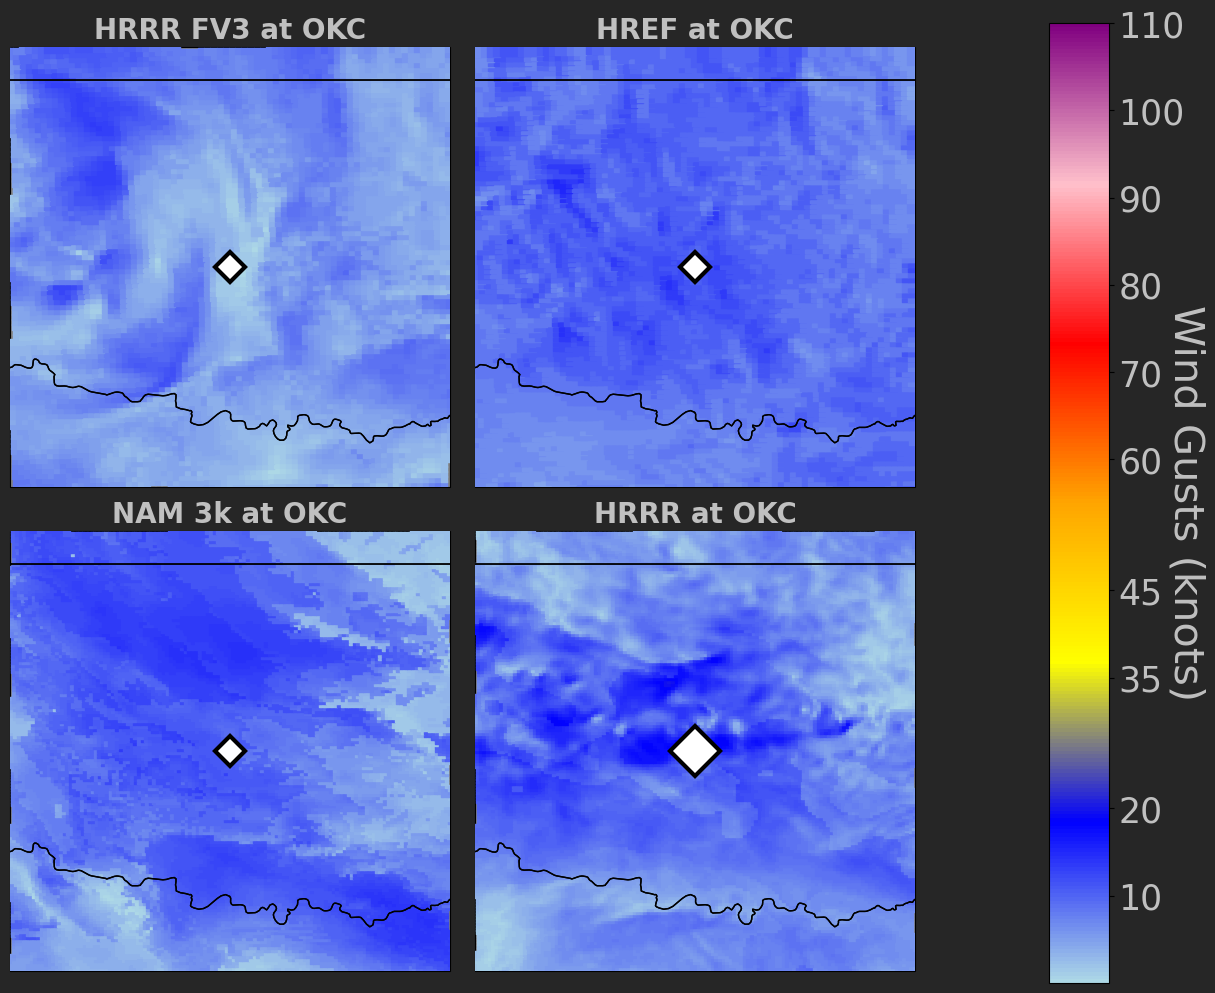 HRRR FV3 at OKC
HREF at OKC
NAM 3k at OKC
HRRR at OKC
110
100
90
80
70
60
45
35
20
10
Wind Gusts (knots)